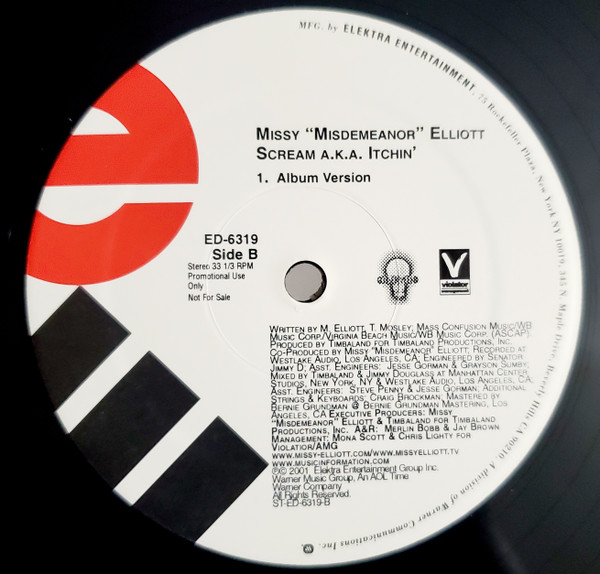 MFG. by ELEKTRA ENTERTAINMENT, 75 Rockefeller Plaza, New York NY 10019, 345 N. Maple Drive, Beverly Hills CA 90210 A division of Warner Communications Inc.
MISSY “MISDEMEANOR” ELLIOTT
SCREAM A.K.A. ITCHIN’
1. Album Version
ED-6319
Side B
Stereo 33 1/3 RPM
Promotional Use
Only
Not For Sale
V
violator
WRITTEN BY M. ELLIOTT, T. MOSLEY; MASS CONFUSION MUSIC/WB
MUSIC CORP./VIRGINIA BEACH MUSIC/WB MUSIC CORP. (ASCAP).
PRODUCED BY TIMBALAND FOR TIMBALAND PRODUCTIONS, INC.
CO-PRODUCED BY MISSY “MISDEMEANOR” ELLIOTT; RECORDED AT
WESTLAKE AUDIO, LOS ANGELES, CA; ENGINEERED BY SENATOR
JIMMY D; ASST. ENGINEERS: JESSE GORMAN & GRAYSON SUMBY;
MIXED BY TIMBALAND & JIMMY DOUGLASS AT MANHATTAN CENTER
STUDIOS, NEW YORK, NY & WESTLAKE AUDIO, LOS ANGELES, CA;
ASST. ENGINEERS: STEVE PENNY & JESSE GORMAN; ADDITIONAL
STRINGS & KEYBOARDS: CRAIG BROCKMAN; MASTERED BY
BERNIE GRUNDMAN @ BERNIE GRUNDMAN MASTERING, LOS
ANGELES, CA EXECUTIVE PRODUCERS: MISSY
“MISDEMEANOR” ELLIOTT & TIMBALAND FOR TIMBALAND
PRODUCTIONS, INC. A&R: MERLIN BOBB & JAY BROWN
MANAGEMENT: MONA SCOTT & CHRIS LIGHTY FOR
VIOLATOR/AMG
WWW.MISSY-ELLIOTT.COM/WWW.MISSYELLIOTT.TV
WWW.MUSICINFORMATION.COM
℗© 2001 Elektra Entertainment Group Inc.
Warner Music Group, An AOL Time
Warner Company
All Rights Reserved.
ST-ED-6319-B